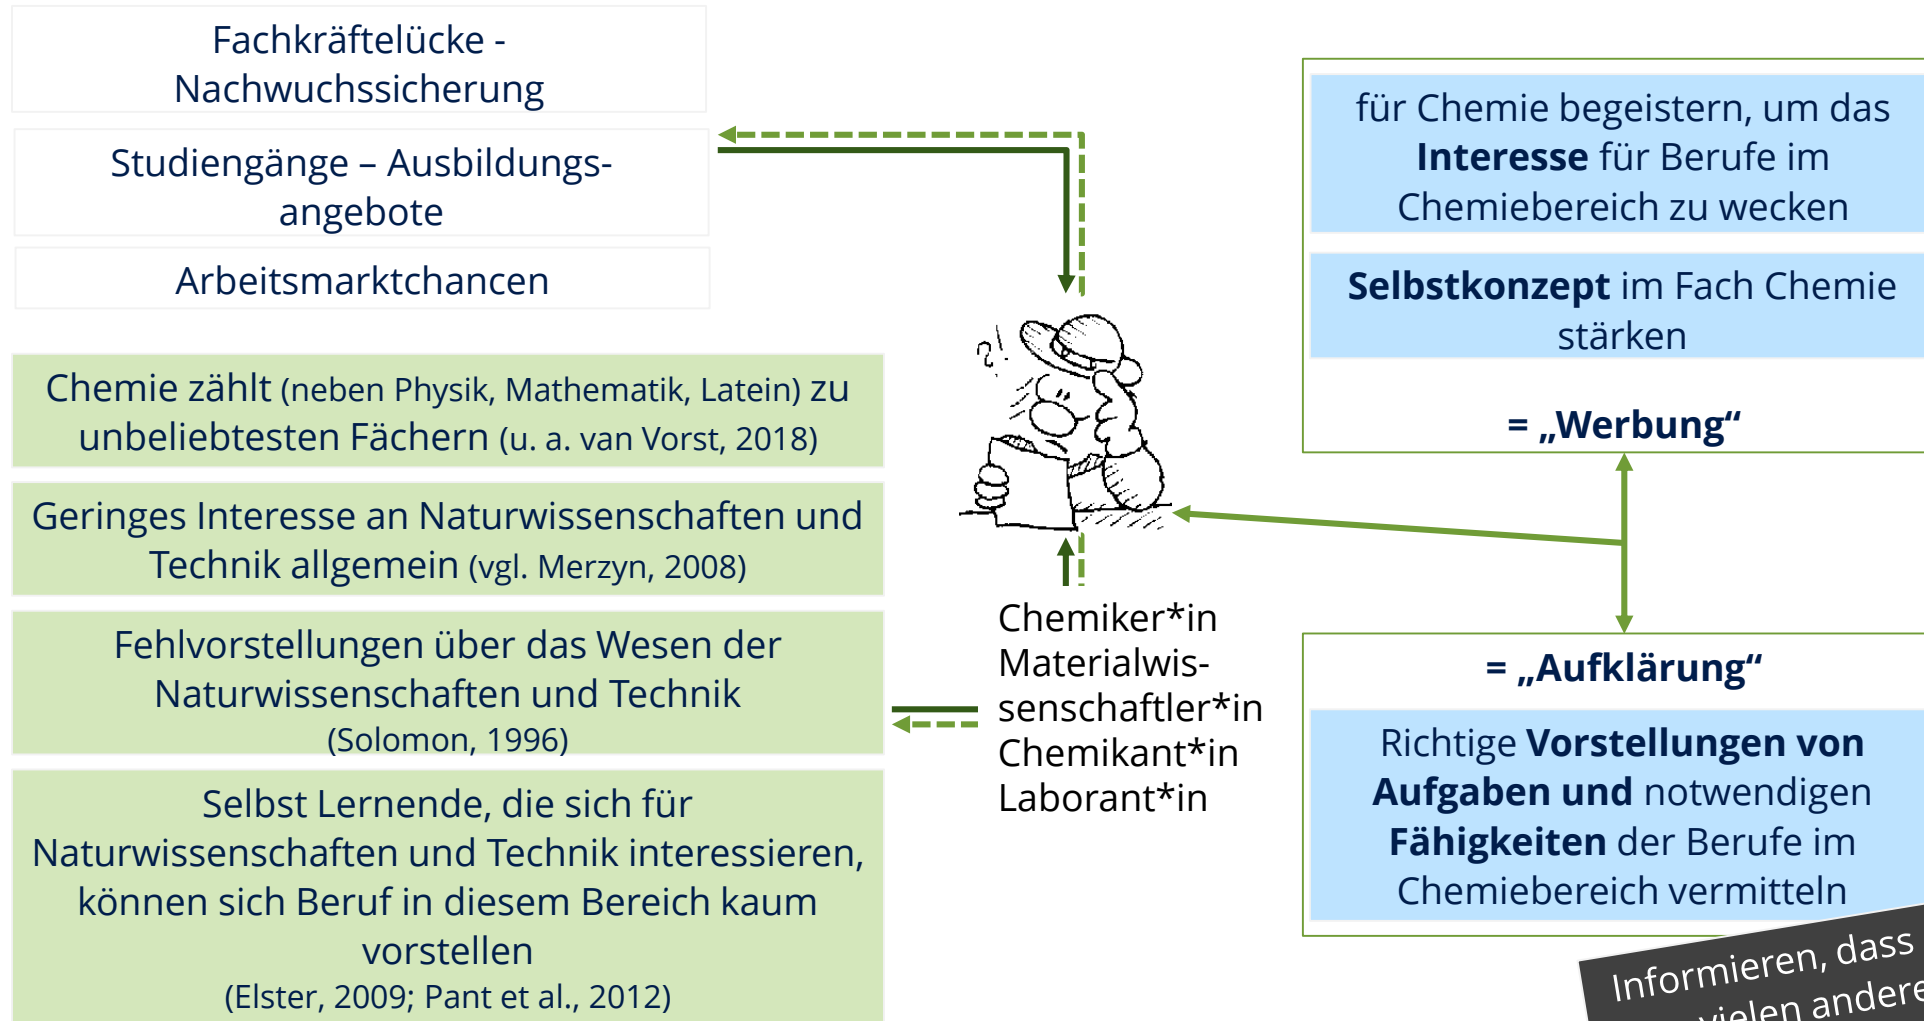 Fachkräftelücke -
Nachwuchssicherung
Studiengänge – Ausbildungs-
angebote
Arbeitsmarktchancen
Chemie zählt (neben Physik, Mathematik, Latein) zu
unbeliebtesten Fächern (u. a. van Vorst, 2018)
Geringes Interesse an Naturwissenschaften und
Technik allgemein (vgl. Merzyn, 2008)
Fehlvorstellungen über das Wesen der
Naturwissenschaften und Technik
(Solomon, 1996)
Selbst Lernende, die sich für
Naturwissenschaften und Technik interessieren,
können sich Beruf in diesem Bereich kaum
vorstellen
(Elster, 2009; Pant et al., 2012)
?!
Chemiker*in
Materialwis-
senschaftler*in
Chemikant*in
Laborant*in
für Chemie begeistern, um das
Interesse für Berufe im
Chemiebereich zu wecken
Selbstkonzept im Fach Chemie
stärken
= „Werbung“
= „Aufklärung“
Richtige Vorstellungen von
Aufgaben und notwendigen
Fähigkeiten der Berufe im
Chemiebereich vermitteln
Informieren, dass
vielen andere